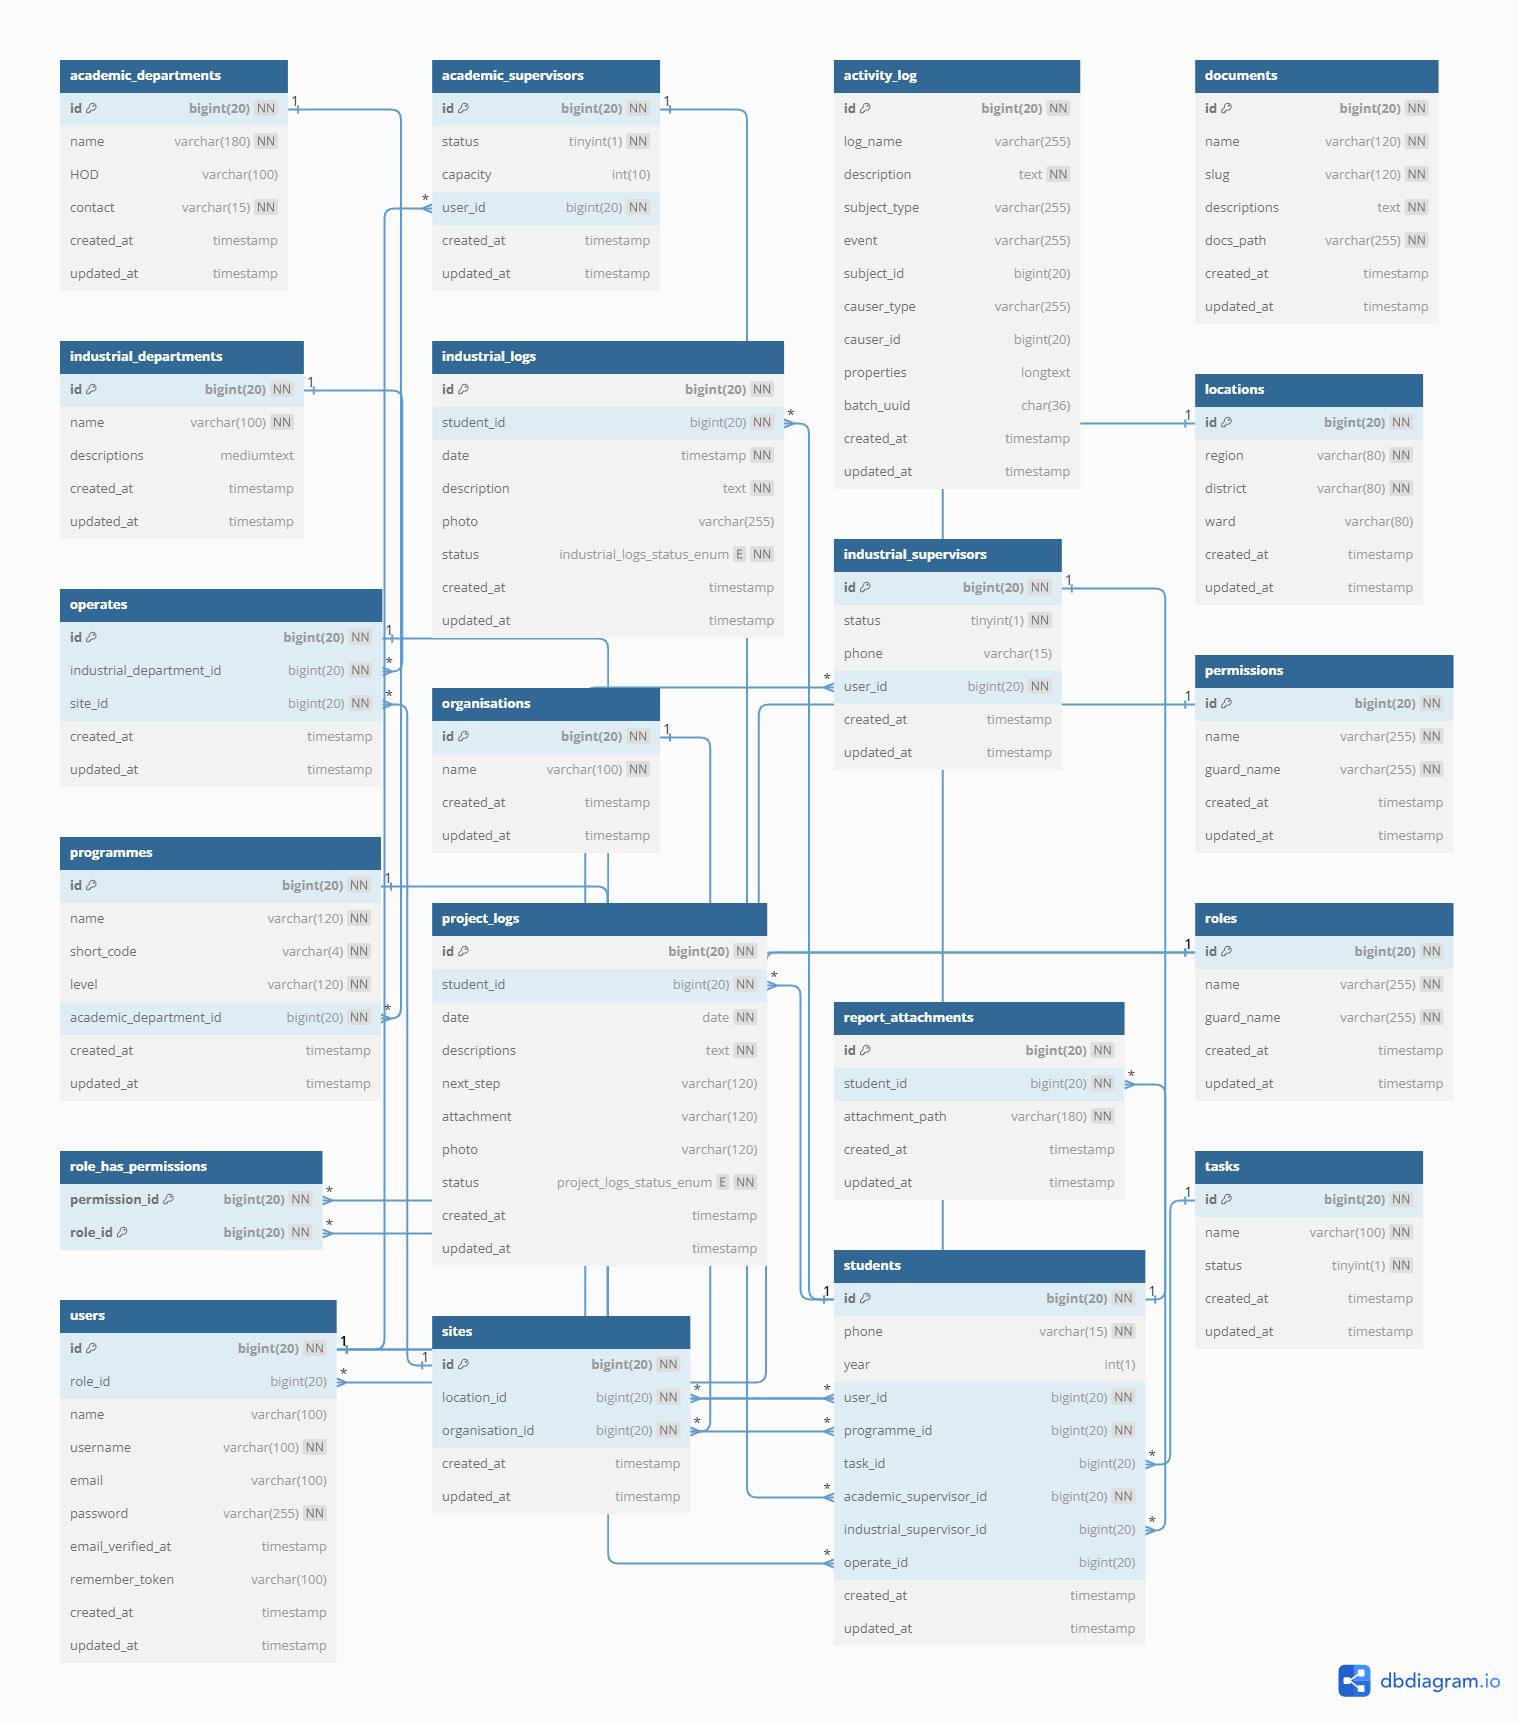 academic_departments
id bigint(20) NN
name varchar(180) NN
HOD varchar(100)
contact varchar(15) NN
created_at timestamp
updated_at timestamp
1
academic_supervisors
id bigint(20) NN
status tinyint(1) NN
capacity int(10)
user_id bigint(20) NN
created_at timestamp
updated_at timestamp
1
*
activity_log
id bigint(20) NN
log_name varchar(255)
description text NN
subject_type varchar(255)
event varchar(255)
subject_id bigint(20)
causer_type varchar(255)
causer_id bigint(20)
properties longtext
batch_uuid char(36)
created_at timestamp
updated_at timestamp
documents
id bigint(20) NN
name varchar(120) NN
slug varchar(120) NN
descriptions text NN
docs_path varchar(255) NN
created_at timestamp
updated_at timestamp
industrial_departments
id bigint(20) NN
name varchar(100) NN
descriptions mediumtext
created_at timestamp
updated_at timestamp
1
industrial_logs
id bigint(20) NN
student_id bigint(20) NN
date timestamp NN
description text NN
photo varchar(255)
status industrial_logs_status_enum E NN
created_at timestamp
updated_at timestamp
*
locations
id bigint(20) NN
region varchar(80) NN
district varchar(80) NN
ward varchar(80)
created_at timestamp
updated_at timestamp
1
industrial_supervisors
id bigint(20) NN
status tinyint(1) NN
phone varchar(15)
user_id bigint(20) NN
created_at timestamp
updated_at timestamp
1
*
operates
id bigint(20) NN
industrial_department_id bigint(20) NN
site_id bigint(20) NN
created_at timestamp
updated_at timestamp
1
*
*
organisations
id bigint(20) NN
name varchar(100) NN
created_at timestamp
updated_at timestamp
1
permissions
id bigint(20) NN
name varchar(255) NN
guard_name varchar(255) NN
created_at timestamp
updated_at timestamp
1
programmes
id bigint(20) NN
name varchar(120) NN
short_code varchar(4) NN
level varchar(120) NN
academic_department_id bigint(20) NN
created_at timestamp
updated_at timestamp
1
*
project_logs
id bigint(20) NN
student_id bigint(20) NN
date date NN
descriptions text NN
next_step varchar(120)
attachment varchar(120)
photo varchar(120)
status project_logs_status_enum E NN
created_at timestamp
updated_at timestamp
*
roles
id bigint(20) NN
name varchar(255) NN
guard_name varchar(255) NN
created_at timestamp
updated_at timestamp
1
report_attachments
id bigint(20) NN
student_id bigint(20) NN
attachment_path varchar(180) NN
created_at timestamp
updated_at timestamp
*
role_has_permissions
permission_id bigint(20) NN
role_id bigint(20) NN
*
*
tasks
id bigint(20) NN
name varchar(100) NN
status tinyint(1) NN
created_at timestamp
updated_at timestamp
1
users
id bigint(20) NN
role_id bigint(20)
name varchar(100)
username varchar(100) NN
email varchar(100)
password varchar(255) NN
email_verified_at timestamp
remember_token varchar(100)
created_at timestamp
updated_at timestamp
1
*
sites
id bigint(20) NN
location_id bigint(20) NN
organisation_id bigint(20) NN
created_at timestamp
updated_at timestamp
1
*
*
students
id bigint(20) NN
phone varchar(15) NN
year int(1)
user_id bigint(20) NN
programme_id bigint(20) NN
task_id bigint(20)
academic_supervisor_id bigint(20) NN
industrial_supervisor_id bigint(20)
operate_id bigint(20)
created_at timestamp
updated_at timestamp
1
1
*
*
*
*
*
*
dbdiagram.io